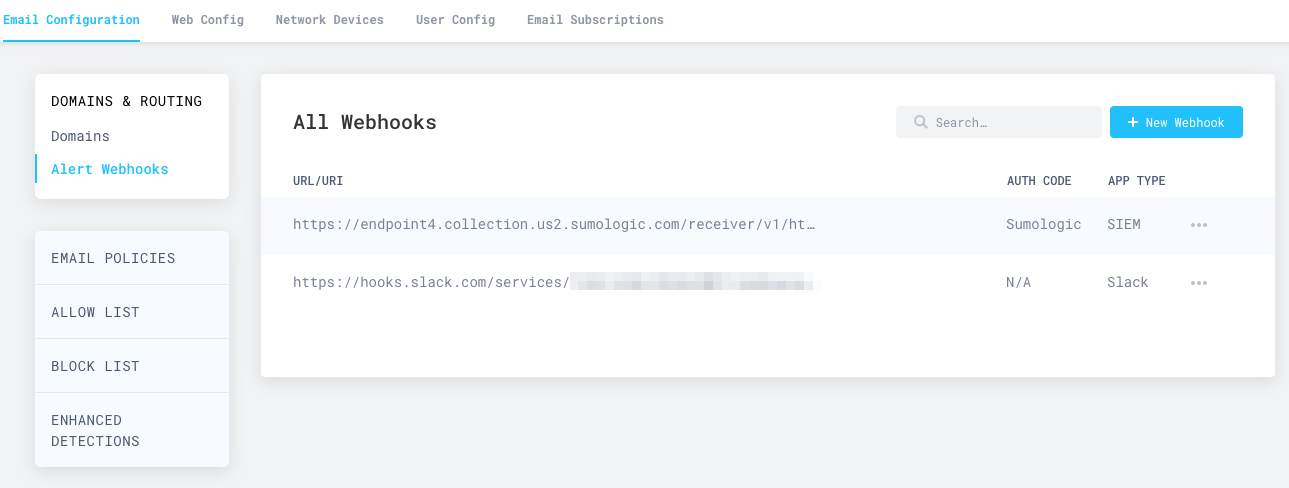 Email Configuration Web Config Network Devices User Config Email Subscriptions
DOMAINS & ROUTING
Domains
Alert Webhooks
EMAIL POLICIES
ALLOW LIST
BLOCK LIST
ENHANCED
DETECTIONS
All Webhooks
Search…
+ New Webhook
URL/URI AUTH CODE APP TYPE
https://endpoint4.collection.us2.sumologic.com/receiver/v1/ht… Sumologic SIEM
https://hooks.slack.com/services/ N/A Slack